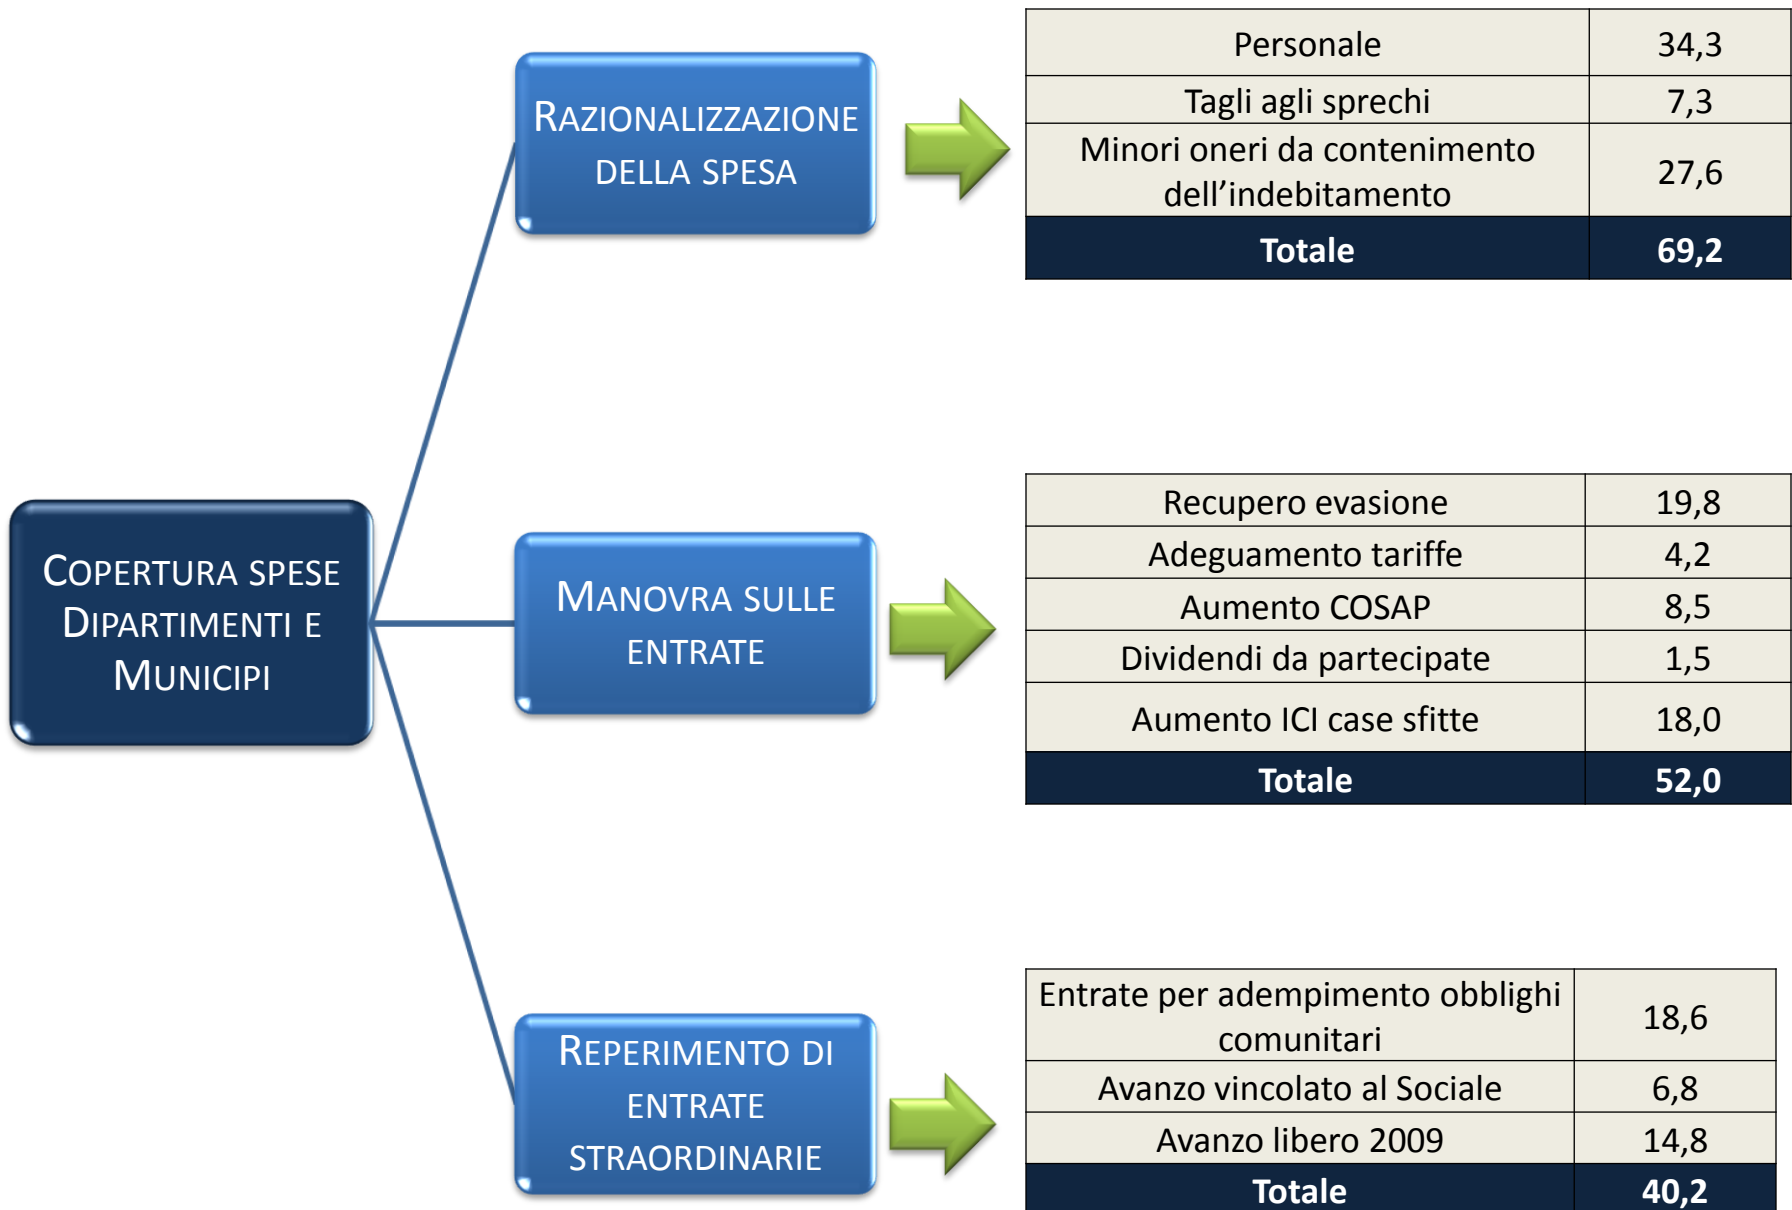 RAZIONALIZZAZIONE
DELLA SPESA
Personale 34,3
Tagli agli sprechi 7,3
Minori oneri da contenimento
dell’indebitamento 27,6
Totale 69,2
COPERTURA SPESE
DIPARTIMENTI E
MUNICIPI
MANOVRA SULLE
ENTRATE
Recupero evasione 19,8
Adeguamento tariffe 4,2
Aumento COSAP 8,5
Dividendi da partecipate 1,5
Aumento ICI case sfitte 18,0
Totale 52,0
REPERIMENTO DI
ENTRATE
STRAORDINARIE
Entrate per adempimento obblighi
comunitari 18,6
Avanzo vincolato al Sociale 6,8
Avanzo libero 2009 14,8
Totale 40,2